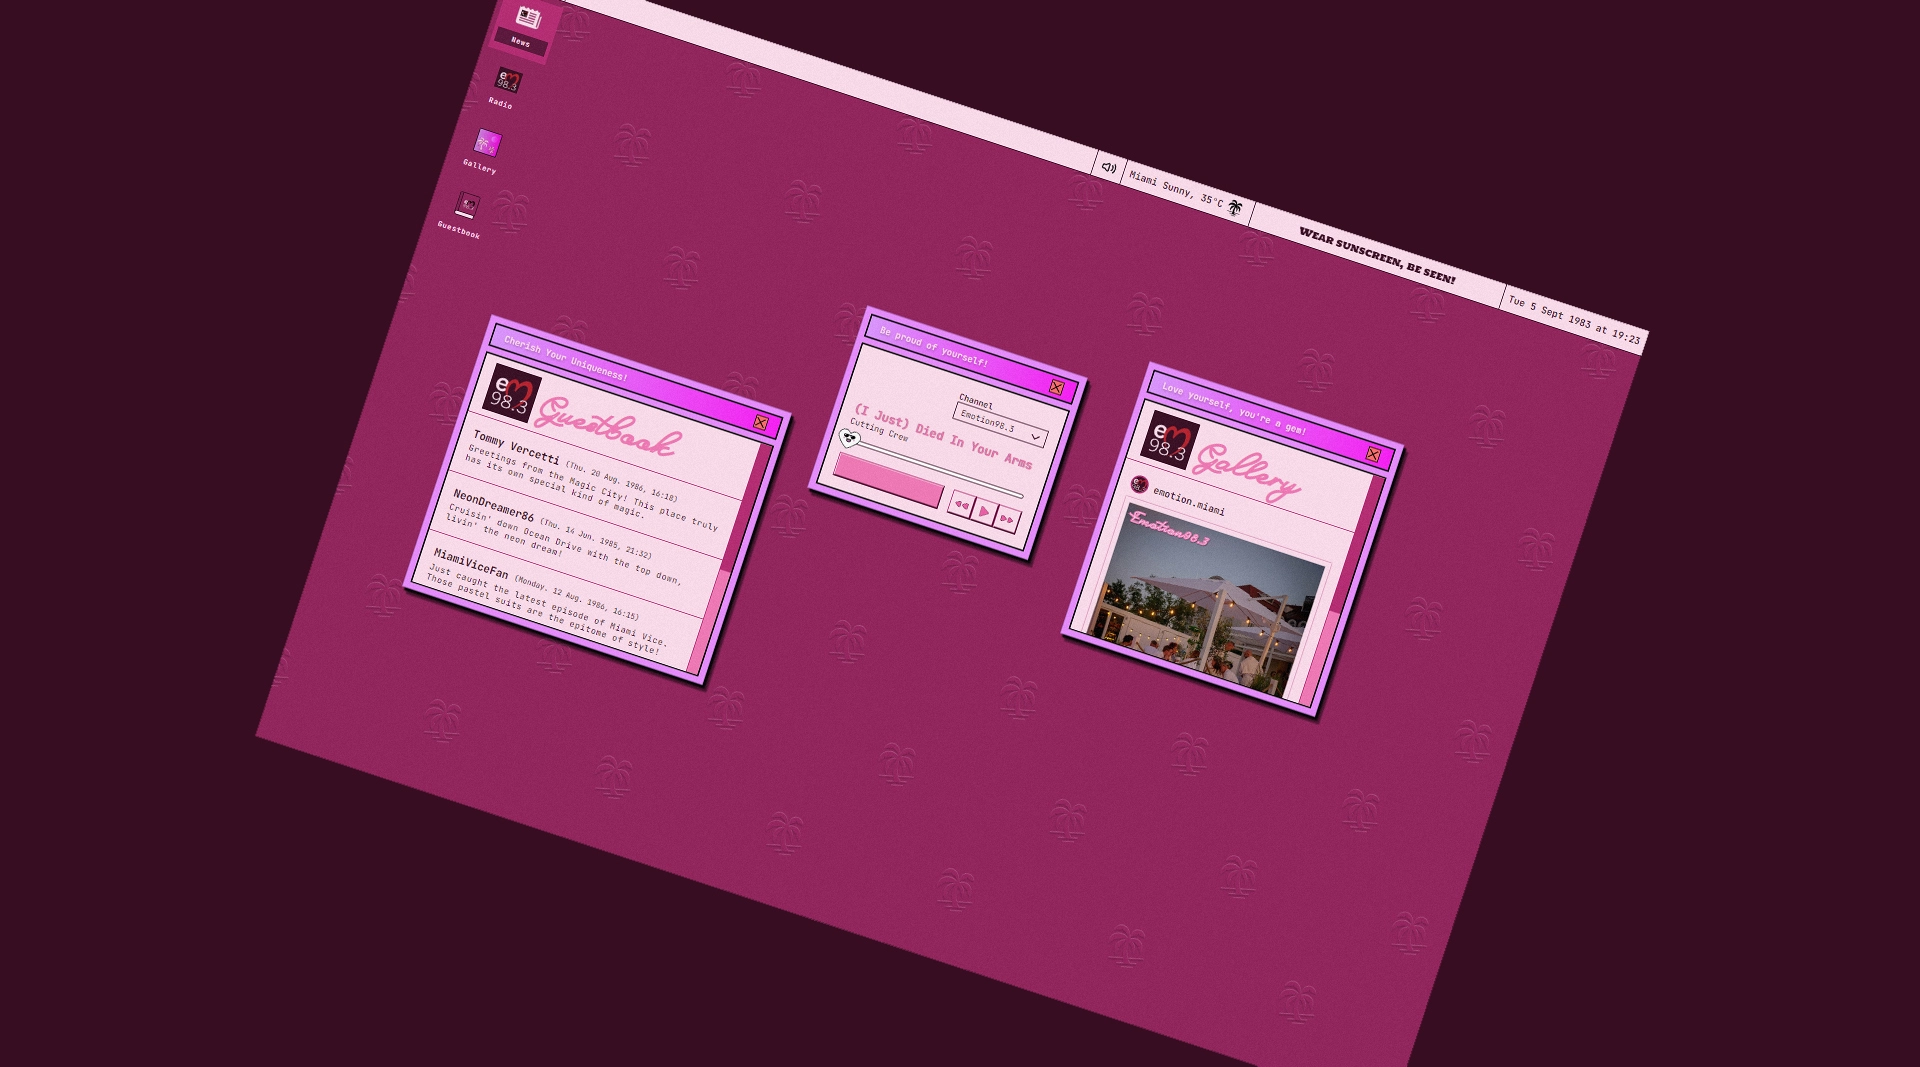 News
em 98.3
Radio
Gallery
Guestbook
Miami Sunny, 35°C
WEAR SUNSCREEN, BE SEEN!
Tue 5 Sept 1983 at 19:23
Cherish Your Uniqueness!
em 98.3
Guestbook
Tommy Vercetti (Thu. 20 Aug. 1986, 16:18)
Greetings from the Magic City! This place truly
has its own special kind of magic.
NeonDreamer86 (Thu. 14 Jun. 1985, 21:32)
Cruisin' down Ocean Drive with the top down,
livin' the neon dream!
MiamiViceFan (Monday. 12 Aug. 1986, 16:15)
Just caught the latest episode of Miami Vice.
Those pastel suits are the epitome of style!
Be proud of yourself!
Channel
Emotion98.3
(I Just) Died In Your Arms
Cutting Crew
Love yourself, you're a gem!
em 98.3
Gallery
emotion.miami
Emotion98.3